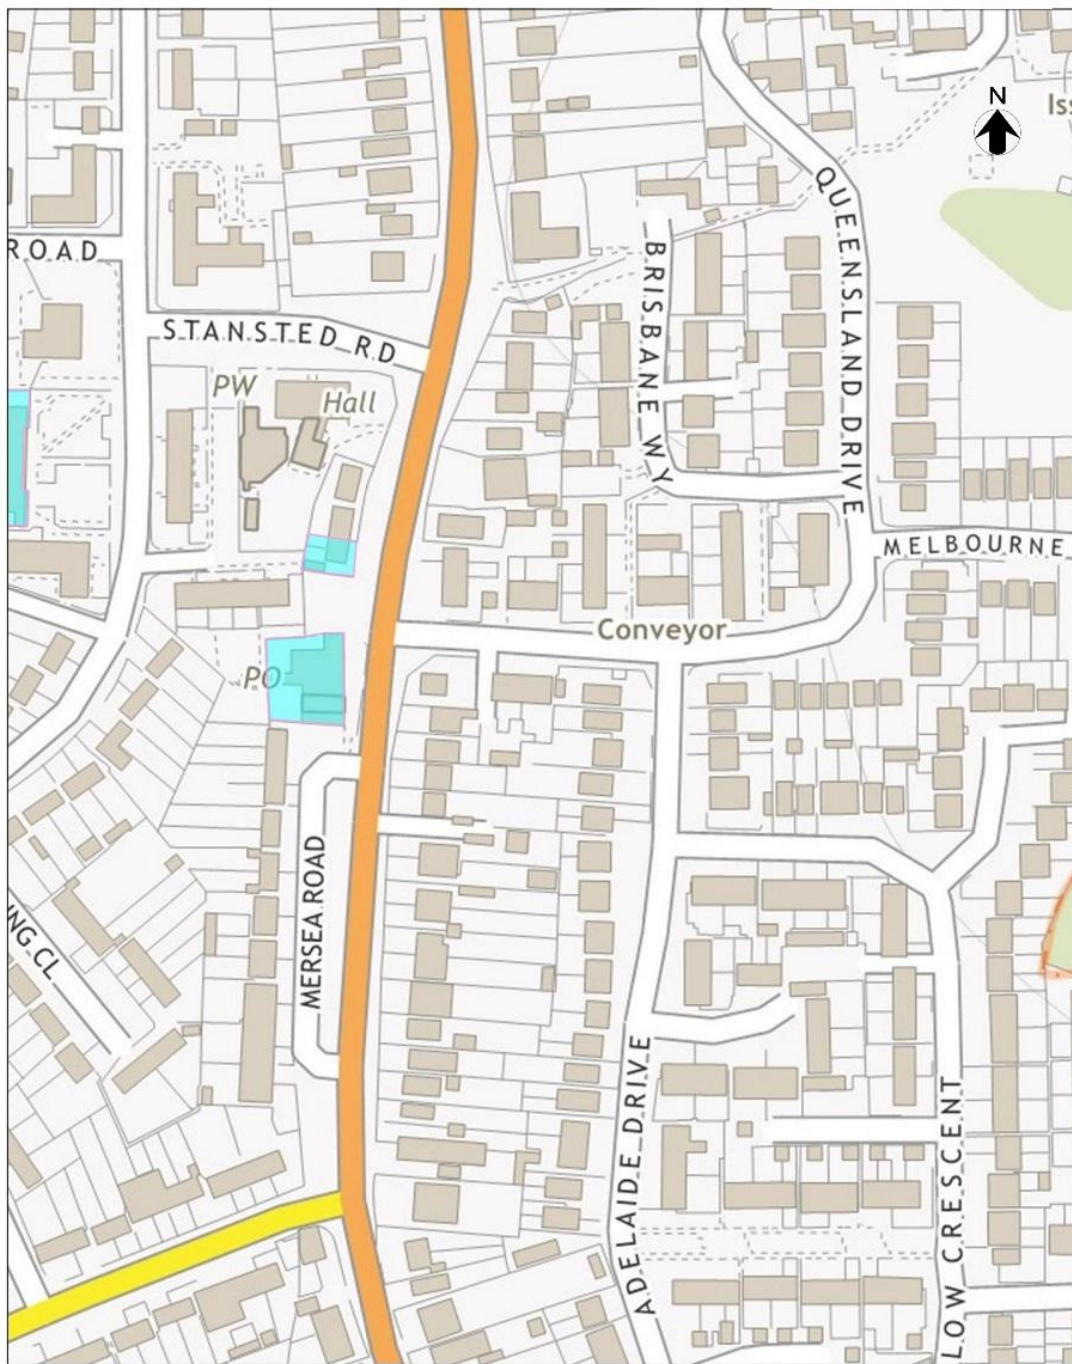 N
Iss
QUEENSLAND DRIVE
ROAD
BRISBANE WY
STANSTED RD
PW
Hall
MELBOURNE
Conveyor
PO
MERSEA ROAD
ING CL
ADELAIDE DRIVE
LOW CRESCENT